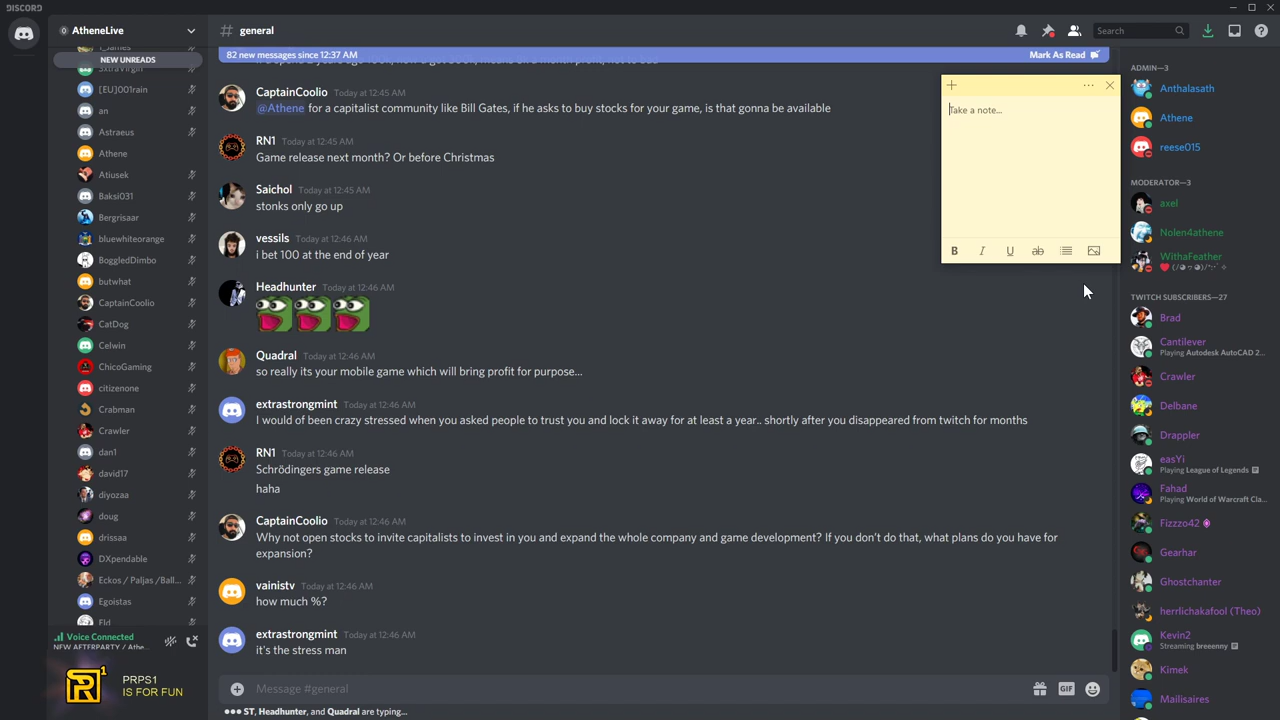 DISCORD
AtheneLive
NEW UNREADS
[EU]001rain
an
Astraeus
Athene
Atiusek
Baksi031
Bergrisaar
bluewhiteorange
BoggledDimbo
butwhat
CaptainCoolio
CatDog
Celwin
ChicoGaming
citizenone
Crabman
Crawler
dan1
david17
diyozaa
doug
drissaa
DXpendable
Eckos / Paljas /Ball...
Egoistas
Voice Connected
NEW AFTERPARTY / Athe...
PRPS1
IS FOR FUN
# general
Search
82 new messages since 12:37 AM
Mark As Read
CaptainCoolio Today at 12:45 AM
@Athene for a capitalist community like Bill Gates, if he asks to buy stocks for your game, is that gonna be available
RN1 Today at 12:45 AM
Game release next month? Or before Christmas
Saichol Today at 12:45 AM
stonks only go up
vessils Today at 12:46 AM
i bet 100 at the end of year
Headhunter Today at 12:46 AM
Quadral Today at 12:46 AM
so really its your mobile game which will bring profit for purpose...
extrastrongmint Today at 12:46 AM
I would of been crazy stressed when you asked people to trust you and lock it away for at least a year.. shortly after you disappeared from twitch for months
RN1 Today at 12:46 AM
Schrödingers game release
haha
CaptainCoolio Today at 12:46 AM
Why not open stocks to invite capitalists to invest in you and expand the whole company and game development? If you don't do that, what plans do you have for
expansion?
vainistv Today at 12:46 AM
how much %?
extrastrongmint Today at 12:46 AM
it's the stress man
Message #general
GIF
ST, Headhunter, and Quadral are typing...
Take a note...
B I U ab
ADMIN—3
Anthalasath
Athene
reese015
MODERATOR—3
axel
Nolen4athene
WithaFeather
TWITCH SUBSCRIBERS—27
Brad
Cantilever
Playing Autodesk AutoCAD 2...
Crawler
Delbane
Drappler
easYi
Playing League of Legends
Fahad
Playing World of Warcraft Cla...
Fizzzo42
Gearhar
Ghostchanter
herrlichakafool (Theo)
Kevin2
Streaming breeenny
Kimek
Mailisaires